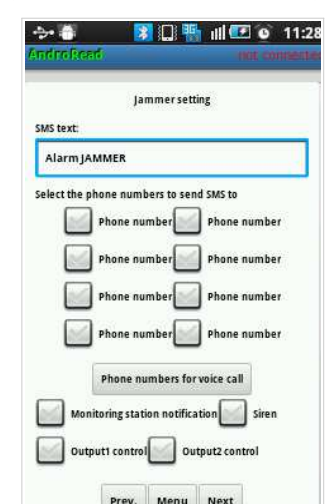 3G 11:28
AndroRead not connected
Jammer setting
SMS text:
Alarm JAMMER
Select the phone numbers to send SMS to
Phone number Phone number
Phone number Phone number
Phone number Phone number
Phone number Phone number
Phone numbers for voice call
Monitoring station notification Siren
Output1 control Output2 control
Prev. Menu Next